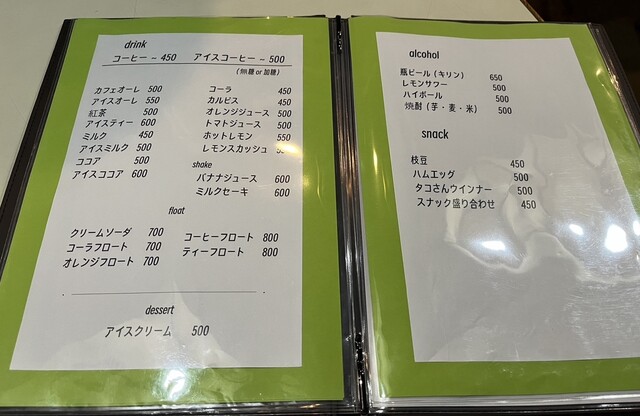 drink
コーヒー – 450 アイスコーヒー – 500
(無糖 or 加糖)
カフェオーレ 500
アイスオーレ 550
紅茶 500
アイスティー 600
ミルク 450
アイスミルク 500
ココア 500
アイスココア 600
コーラ 450
カルピス 450
オレンジジュース 500
トマトジュース 500
ホットレモン 550
レモンスカッシュ
shake
バナナジュース 600
ミルクセーキ 600
float
クリームソーダ 700
コーラフロート 700
オレンジフロート 700
コーヒーフロート 800
ティーフロート 800
dessert
アイスクリーム 500
alcohol
瓶ビール (キリン) 650
レモンサワー 500
ハイボール 500
焼酎 (芋・麦・米) 500
snack
枝豆 450
ハムエッグ 500
タコさんウインナー 500
スナック盛り合わせ 450